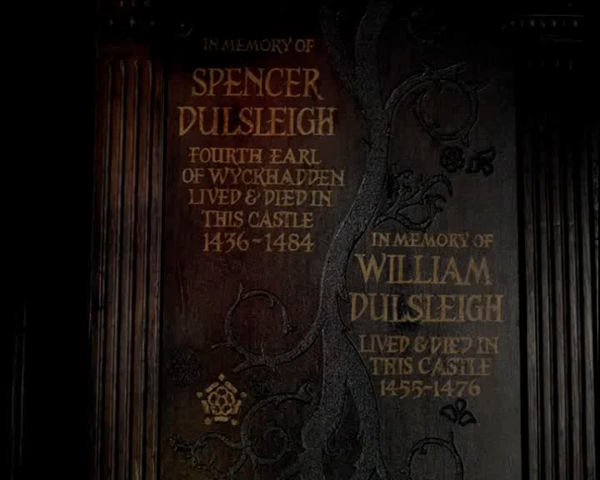 IN MEMORY OF
SPENCER
DULSLEIGH
FOURTH EARL
OF WYCKHADDEN
LIVED & DIED IN
THIS CASTLE
1436-1484
IN MEMORY OF
WILLIAM
DULSLEIGH
LIVED & DIED IN
THIS CASTLE
1455-1476